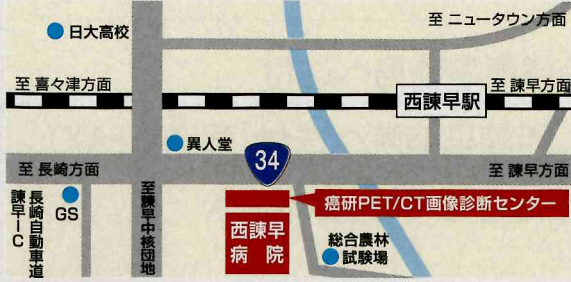 日大高校
至 ニュータウン方面
至 喜々津方面
西諫早駅
至 諫早方面
異人堂
34
至 長崎方面
至 諫早方面
長崎自動車道
諫早IC
GS
至諫早中核団地
癌研PET/CT画像診断センター
西諫早
病院
総合農林
試験場